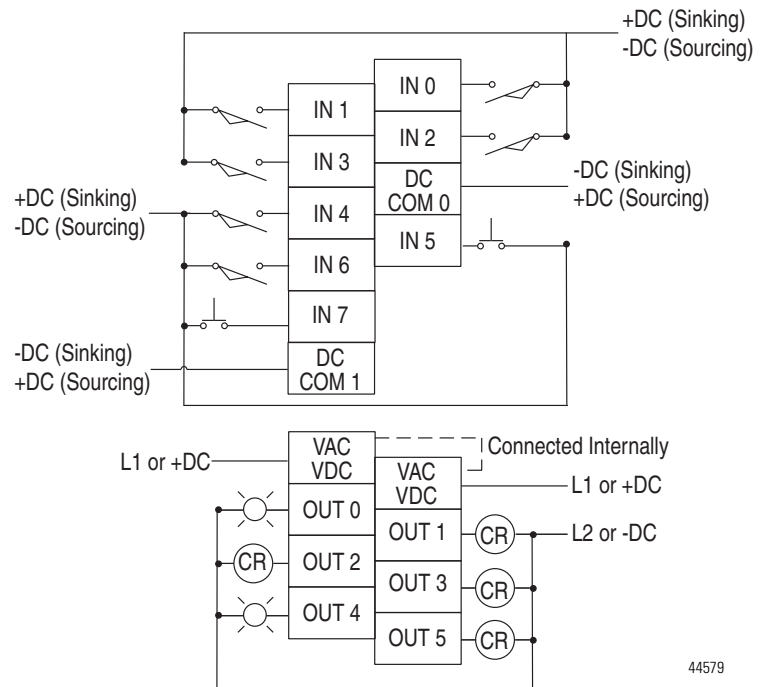 +DC (Sinking)
-DC (Sourcing)
IN 0
IN 1
IN 2
IN 3
DC
COM 0
-DC (Sinking)
+DC (Sourcing)
+DC (Sinking)
-DC (Sourcing)
IN 4
IN 5
IN 6
IN 7
-DC (Sinking)
+DC (Sourcing)
DC
COM 1
L1 or +DC
VAC
VDC
Connected Internally
VAC
VDC
L1 or +DC
OUT 0
OUT 1
CR
L2 or -DC
CR
OUT 2
OUT 3
CR
OUT 4
OUT 5
CR
44579